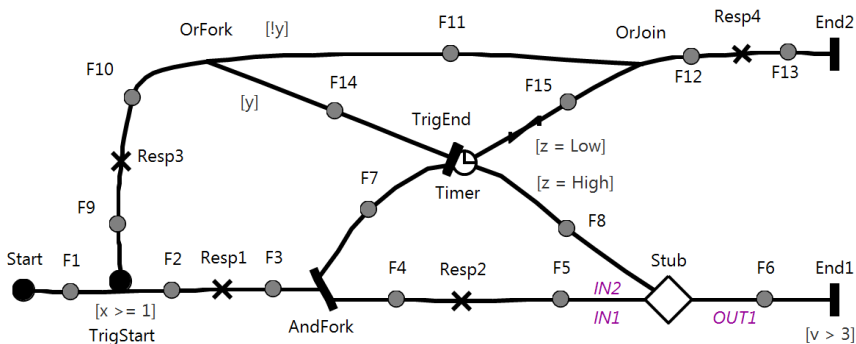 OrFork
[!y]
F11
OrJoin
Resp4
End2
F10
F12
F13
[y]
F14
F15
TrigEnd
Resp3
[z = Low]
F7
Timer
[z = High]
F9
F8
Start
F1
F2
Resp1
F3
F4
Resp2
F5
Stub
F6
End1
IN2
[x >= 1]
AndFork
IN1
OUT1
TrigStart
[v > 3]